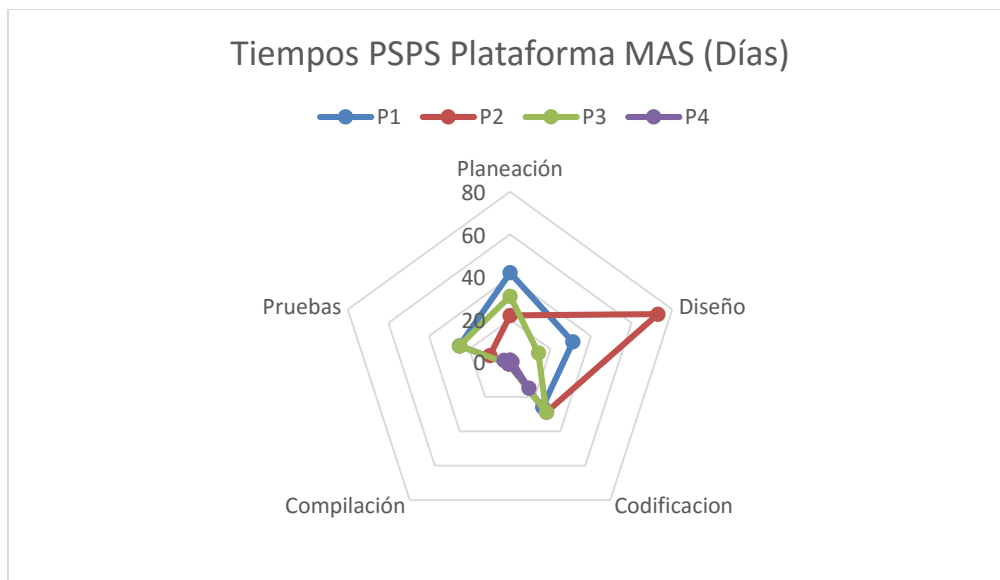 Tiempos PSPS Plataforma MAS (Días)
P1 P2 P3 P4
Planeación
80
60
40
20
0
Pruebas
Diseño
Compilación
Codificacion